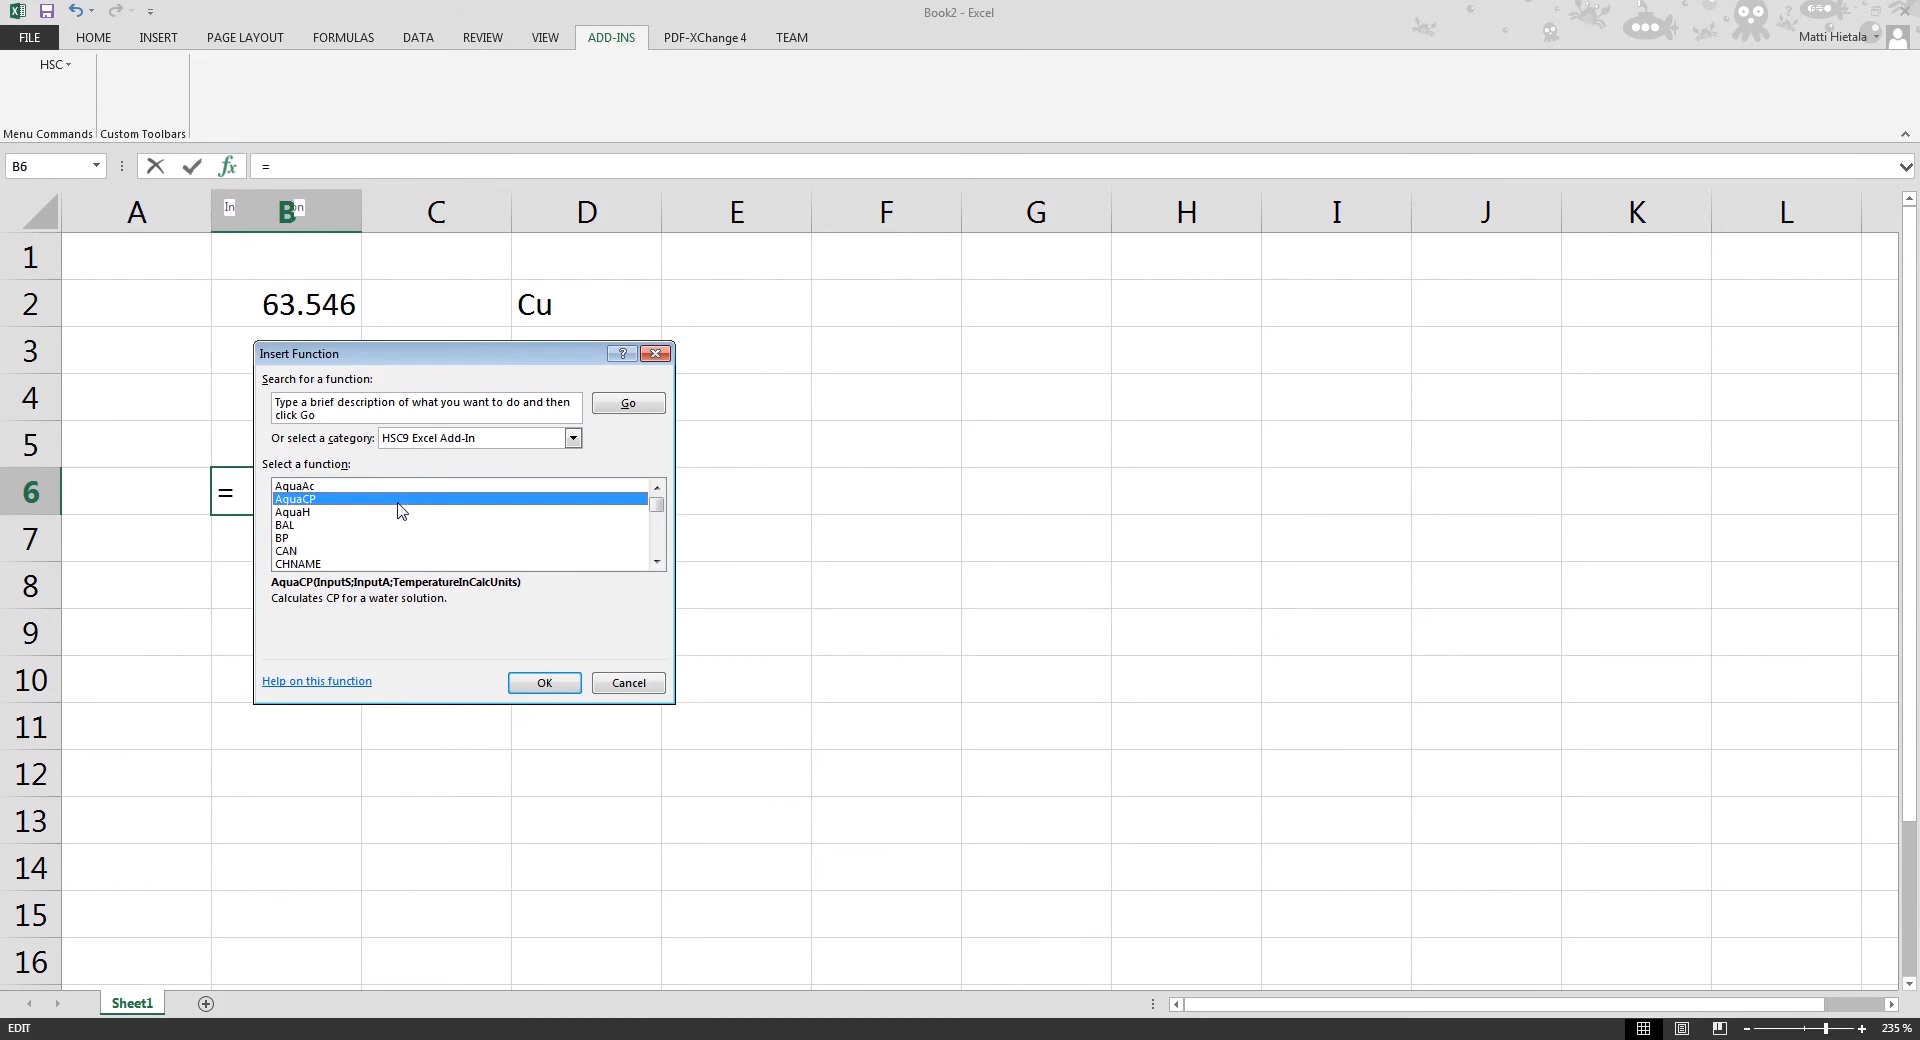 Book2 - Excel
FILE HOME INSERT PAGE LAYOUT FORMULAS DATA REVIEW VIEW ADD-INS PDF-XChange 4 TEAM Matti Hietala
HSC
Menu Commands Custom Toolbars
B6 fx =
A In B on C D E F G H I J K L
1
2 63.546 Cu
3
Insert Function
Search for a function:
4
Type a brief description of what you want to do and then
click Go
Go
Or select a category: HSC9 Excel Add-In
5
Select a function:
AquaAc
6 =
AquaCP
AquaH
BAL
7
BP
CAN
CHNAME
AquaCP(InputS;InputA;TemperatureInCalcUnits)
8
Calculates CP for a water solution.
9
10
Help on this function OK Cancel
11
12
13
14
15
16
Sheet1
EDIT 235 %